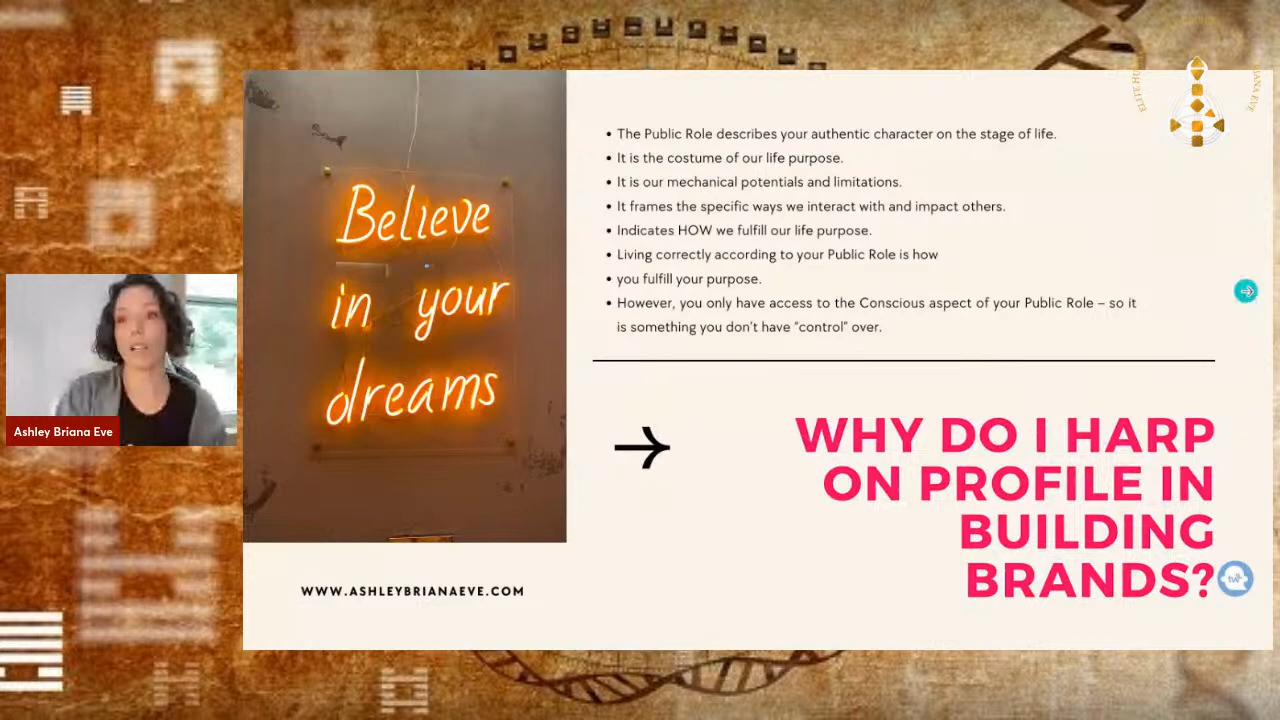 The Public Role describes your authentic character on the stage of life.
It is the costume of our life purpose.
It is our mechanical potentials and limitations.
It frames the specific ways we interact with and impact others.
Indicates HOW we fulfill our life purpose.
Living correctly according to your Public Role is how
you fulfill your purpose.
However, you only have access to the Conscious aspect of your Public Role – so it
is something you don't have "control" over.
Believe
in your
dreams
Ashley Briana Eve
WHY DO I HARP
ON PROFILE IN
BUILDING
BRANDS?
WWW.ASHLEYBRIANAEVE.COM